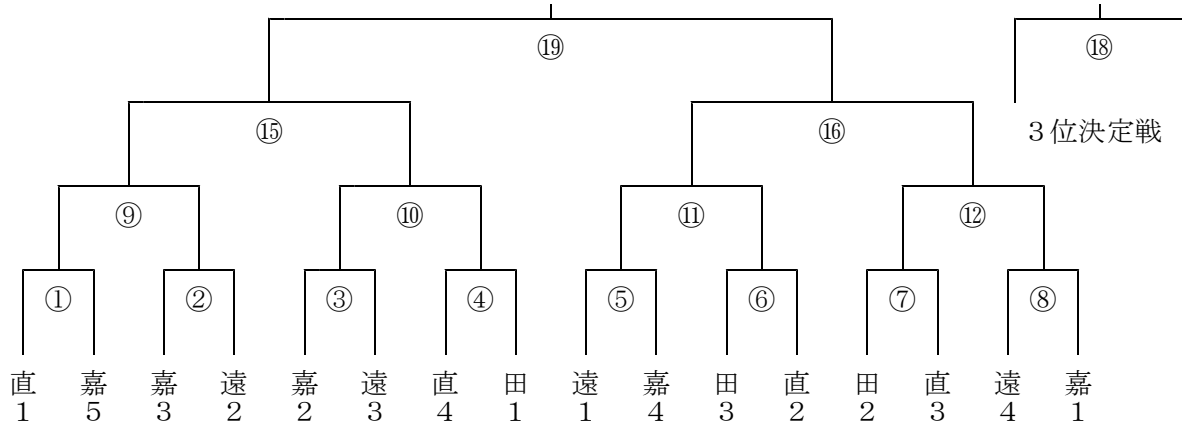 ⑲ ⑱
⑮ ⑯ 3位決定戦
⑨ ⑩ ⑪ ⑫
① ② ③ ④ ⑤ ⑥ ⑦ ⑧
直 嘉 嘉 遠 嘉 遠 直 田 遠 嘉 田 直 田 直 遠 嘉
1 5 3 2 2 3 4 1 1 4 3 2 2 3 4 1